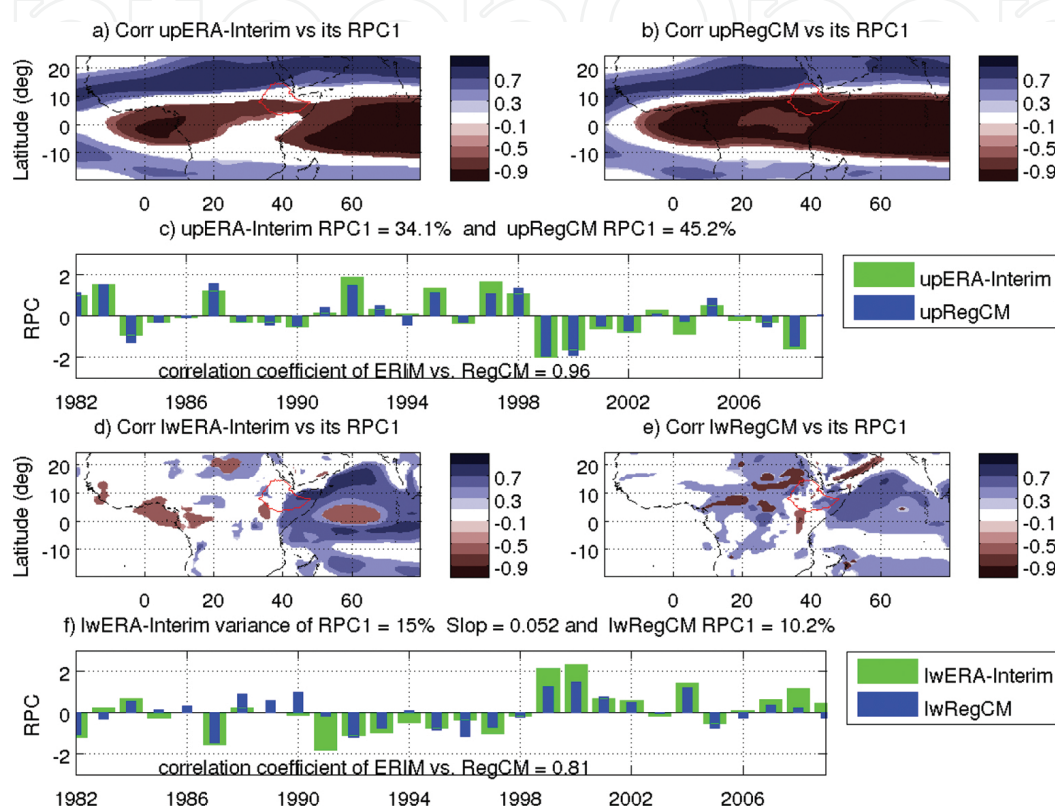 a) Corr upERA-Interim vs its RPC1
b) Corr upRegCM vs its RPC1
Latitude (deg)
20
10
0
-10
0 20 40 60
0.7
0.3
-0.1
-0.5
-0.9
20
10
0
-10
0 20 40 60
0.7
0.3
-0.1
-0.5
-0.9
c) upERA-Interim RPC1 = 34.1% and upRegCM RPC1 = 45.2%
RPC
2
0
-2
upERA-Interim
upRegCM
correlation coefficient of ERIM vs. RegCM = 0.96
1982 1986 1990 1994 1998 2002 2006
d) Corr lwERA-Interim vs its RPC1
e) Corr lwRegCM vs its RPC1
Latitude (deg)
20
10
0
-10
0 20 40 60
0.7
0.3
-0.1
-0.5
-0.9
20
10
0
-10
0 20 40 60
0.7
0.3
-0.1
-0.5
-0.9
f) lwERA-Interim variance of RPC1 = 15% Slop = 0.052 and lwRegCM RPC1 = 10.2%
RPC
2
0
-2
lwERA-Interim
lwRegCM
correlation coefficient of ERIM vs. RegCM = 0.81
1982 1986 1990 1994 1998 2002 2006